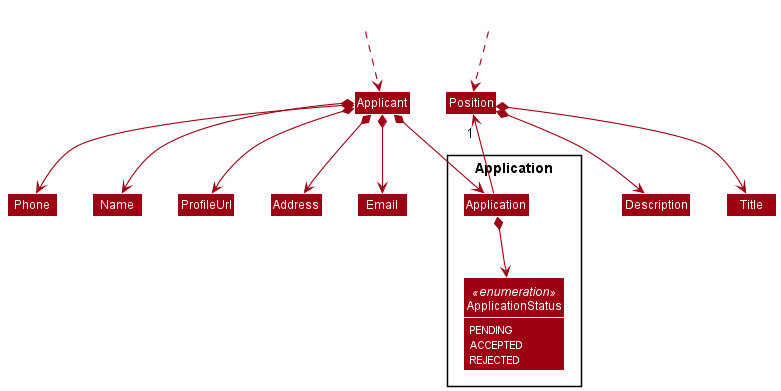 Applicant
Position
1
Application
Phone
Name
ProfileUrl
Address
Email
Application
Description
Title
«enumeration»
ApplicationStatus
PENDING
ACCEPTED
REJECTED